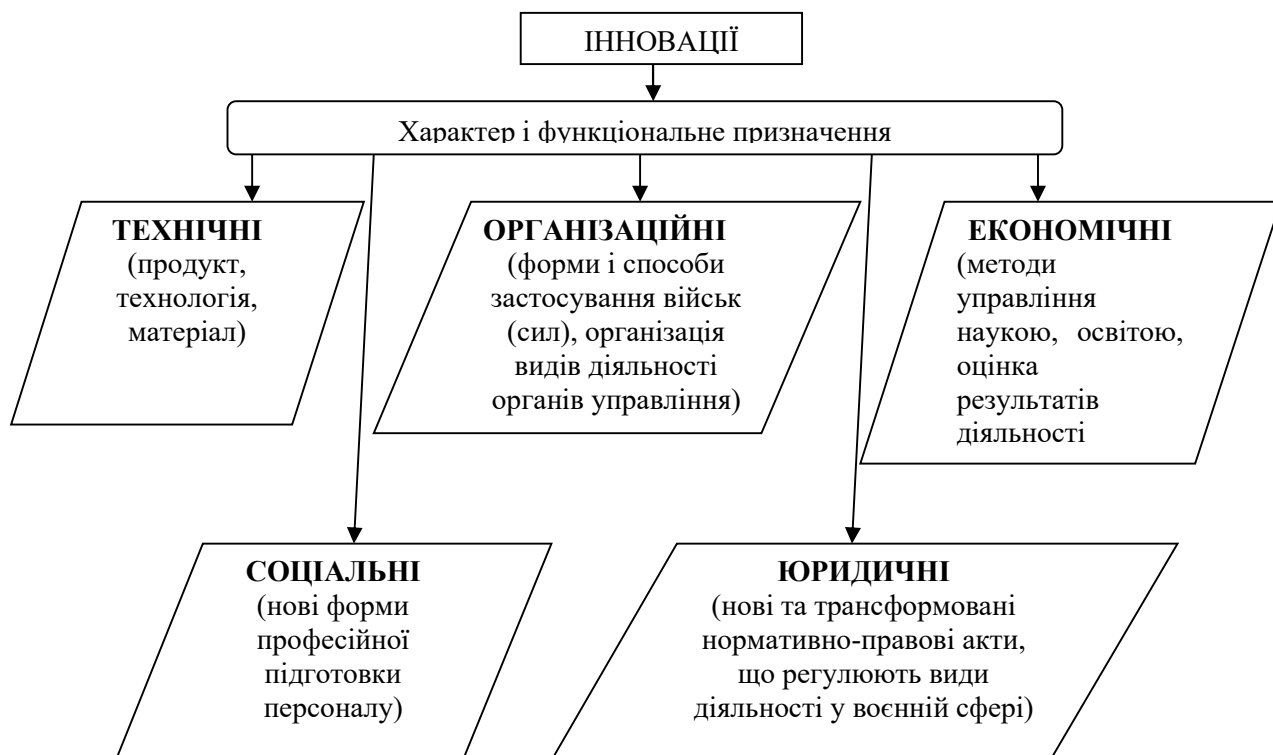 ІННОВАЦІЇ
Характер і функціональне призначення
ТЕХНІЧНІ
(продукт,
технологія,
матеріал)
ОРГАНІЗАЦІЙНІ
(форми і способи
застосування військ
(сил), організація
видів діяльності
органів управління)
ЕКОНОМІЧНІ
(методи
управління
наукою, освітою,
оцінка
результатів
діяльності
СОЦІАЛЬНІ
(нові форми
професійної
підготовки
персоналу)
ЮРИДИЧНІ
(нові та трансформовані
нормативно-правові акти,
що регулюють види
діяльності у воєнній сфері)